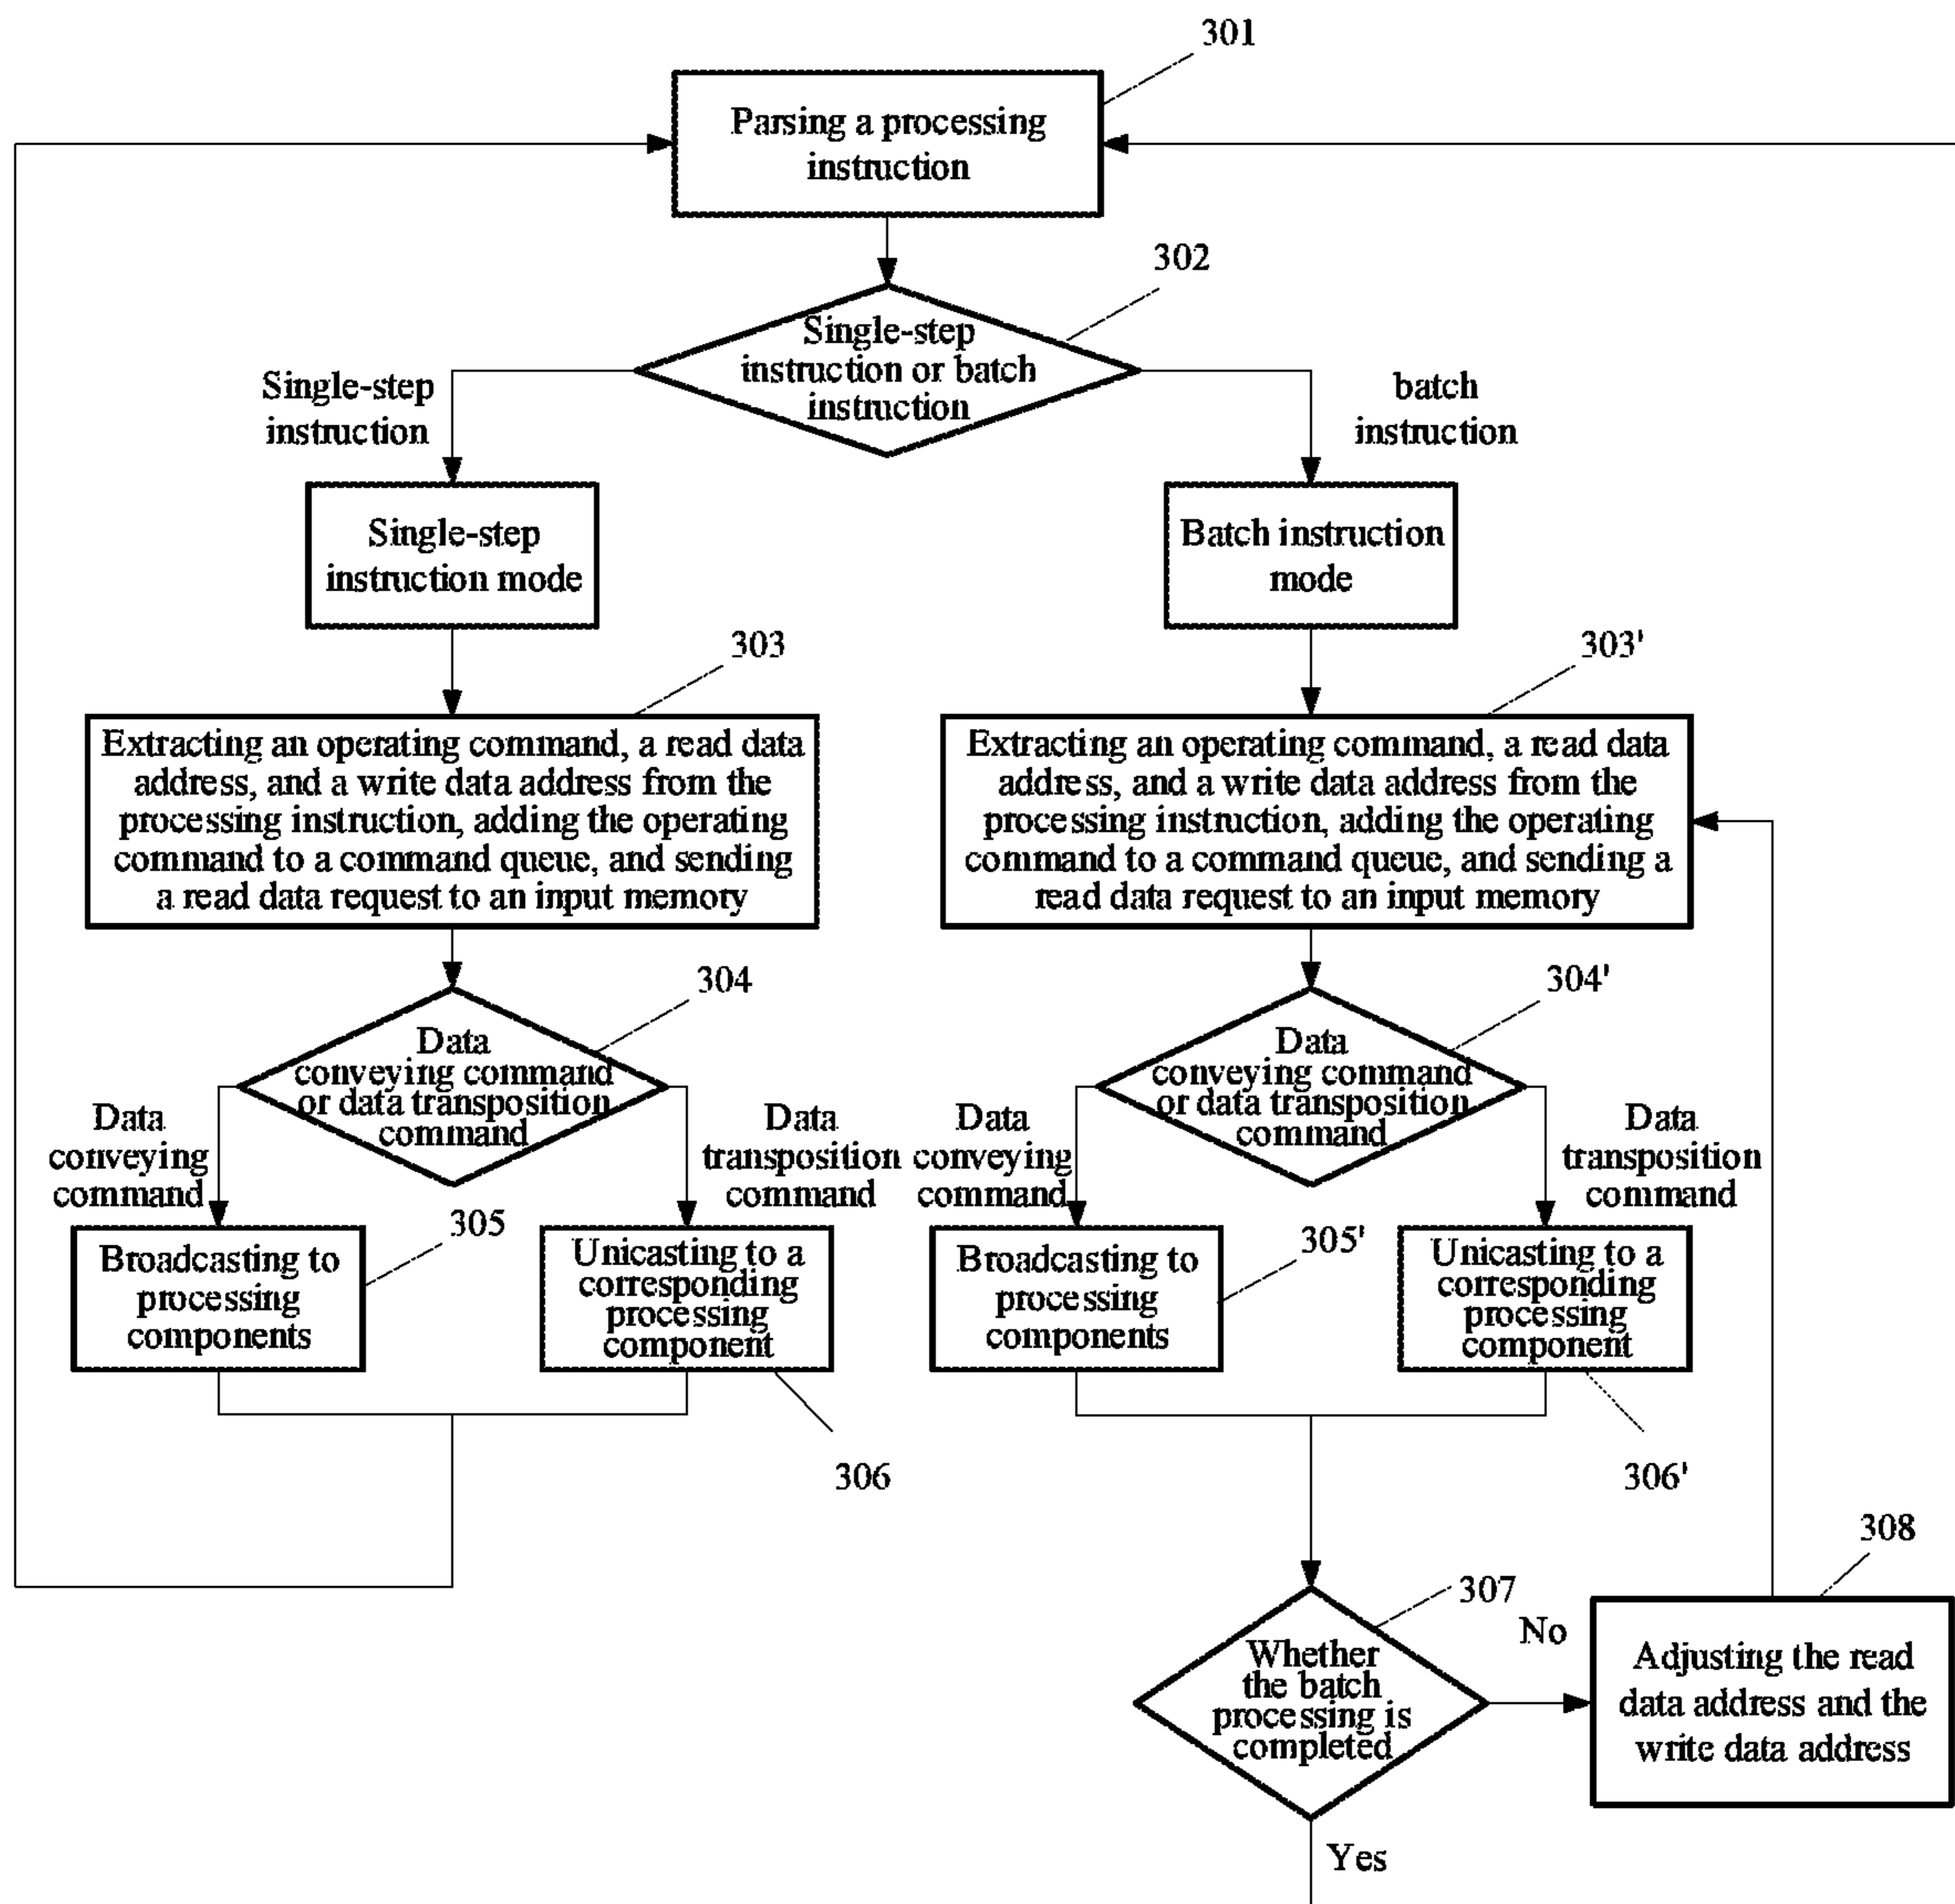 301
Parsing a processing
instruction
302
Single-step
instruction or batch
instruction
Single-step
instruction
batch
instruction
Single-step
instruction mode
Batch instruction
mode
303
303'
Extracting an operating command, a read data
address, and a write data address from the
processing instruction, adding the operating
command to a command queue, and sending
a read data request to an input memory
Extracting an operating command, a read data
address, and a write data address from the
processing instruction, adding the operating
command to a command queue, and sending a
read data request to an input memory
304
304'
Data
conveying command
or data transposition
command
Data
conveying command
or data transposition
command
Data
conveying
command
Data
transposition
command
Data
conveying
command
Data
transposition
command
305
305'
Broadcasting to
processing
components
Unicasting to a
corresponding
processing
component
Broadcasting to
processing
components
Unicasting to a
corresponding
processing
component
306
306'
308
307
No
Whether
the batch
processing is
completed
Adjusting the read
data address and the
write data address
Yes